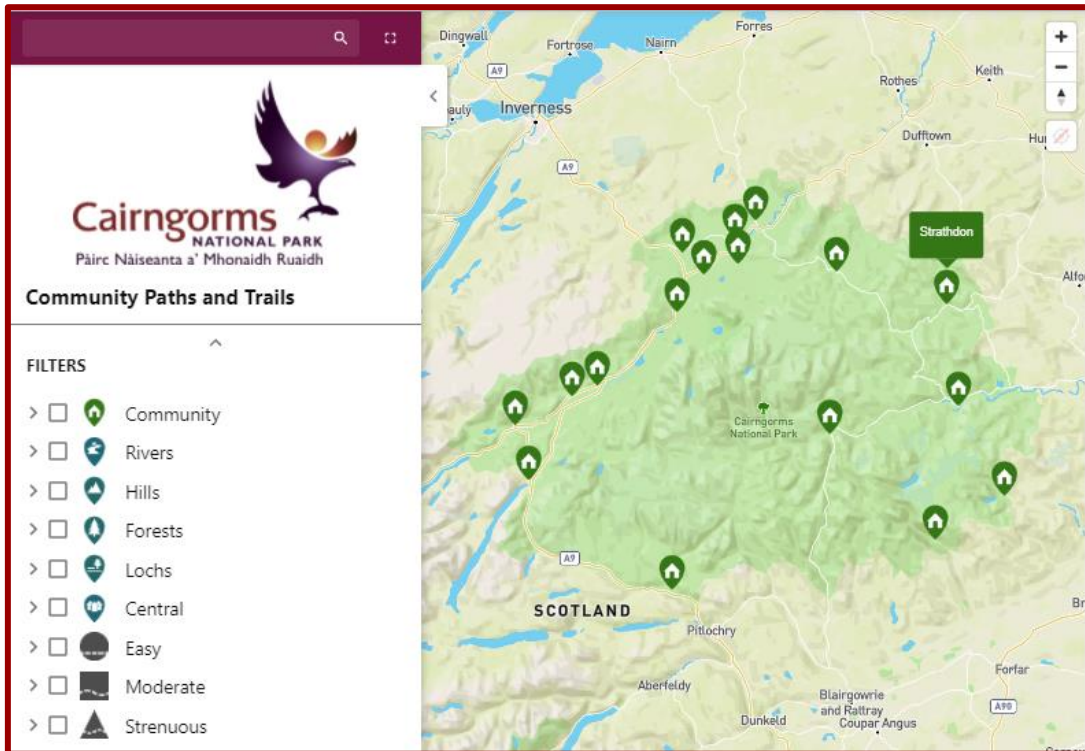 Cairngorms
NATIONAL PARK
Pàirc Nàiseanta a' Mhonaidh Ruaidh
Community Paths and Trails
FILTERS
Community
Rivers
Hills
Forests
Lochs
Central
Easy
Moderate
Strenuous
Dingwall
Fortrose
Nairn
Forres
A9
Rothes
Keith
Inverness
Dufftown
A9
Strathdon
Cairngorms
National Park
A9
SCOTLAND
Pitlochry
Aberfeldy
Forfar
Blairgowrie
and Rattray
A90
Dunkeld
Coupar Angus